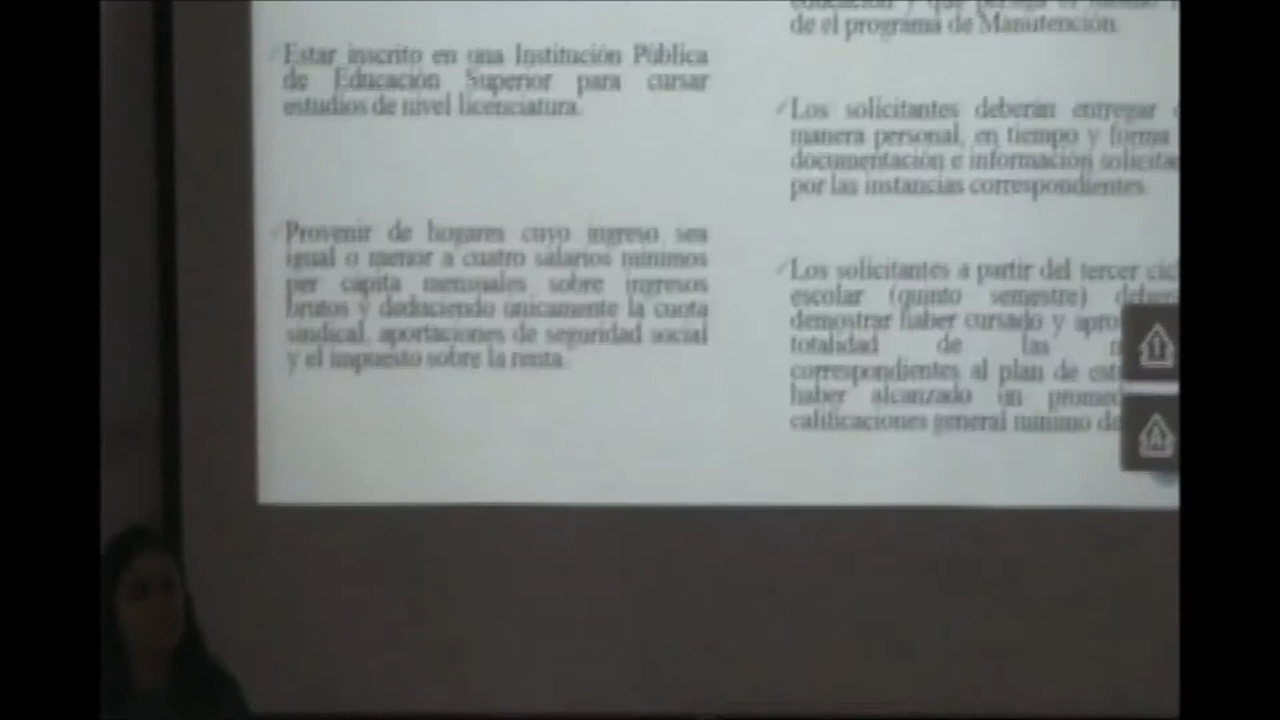 Estar inscrito en una Institución Pública
de Educación Superior para cursar
estudios de nivel licenciatura.
Provenir de hogares cuyo ingreso sea
igual o menor a cuatro salarios mínimos
per cápita mensuales sobre ingresos
brutos y deduciendo únicamente la cuota
sindical, aportaciones de seguridad social
y el impuesto sobre la renta.
educación y que
de el programa de Manutención.
Los solicitantes deberán entregar
manera personal, en tiempo y forma
documentación e información
por las instancias correspondientes.
Los solicitantes a partir del tercer
escolar (quinto semestre)
demostrar haber cursado y
totalidad de las
correspondientes al plan de
haber alcanzado un
calificaciones general mínimo